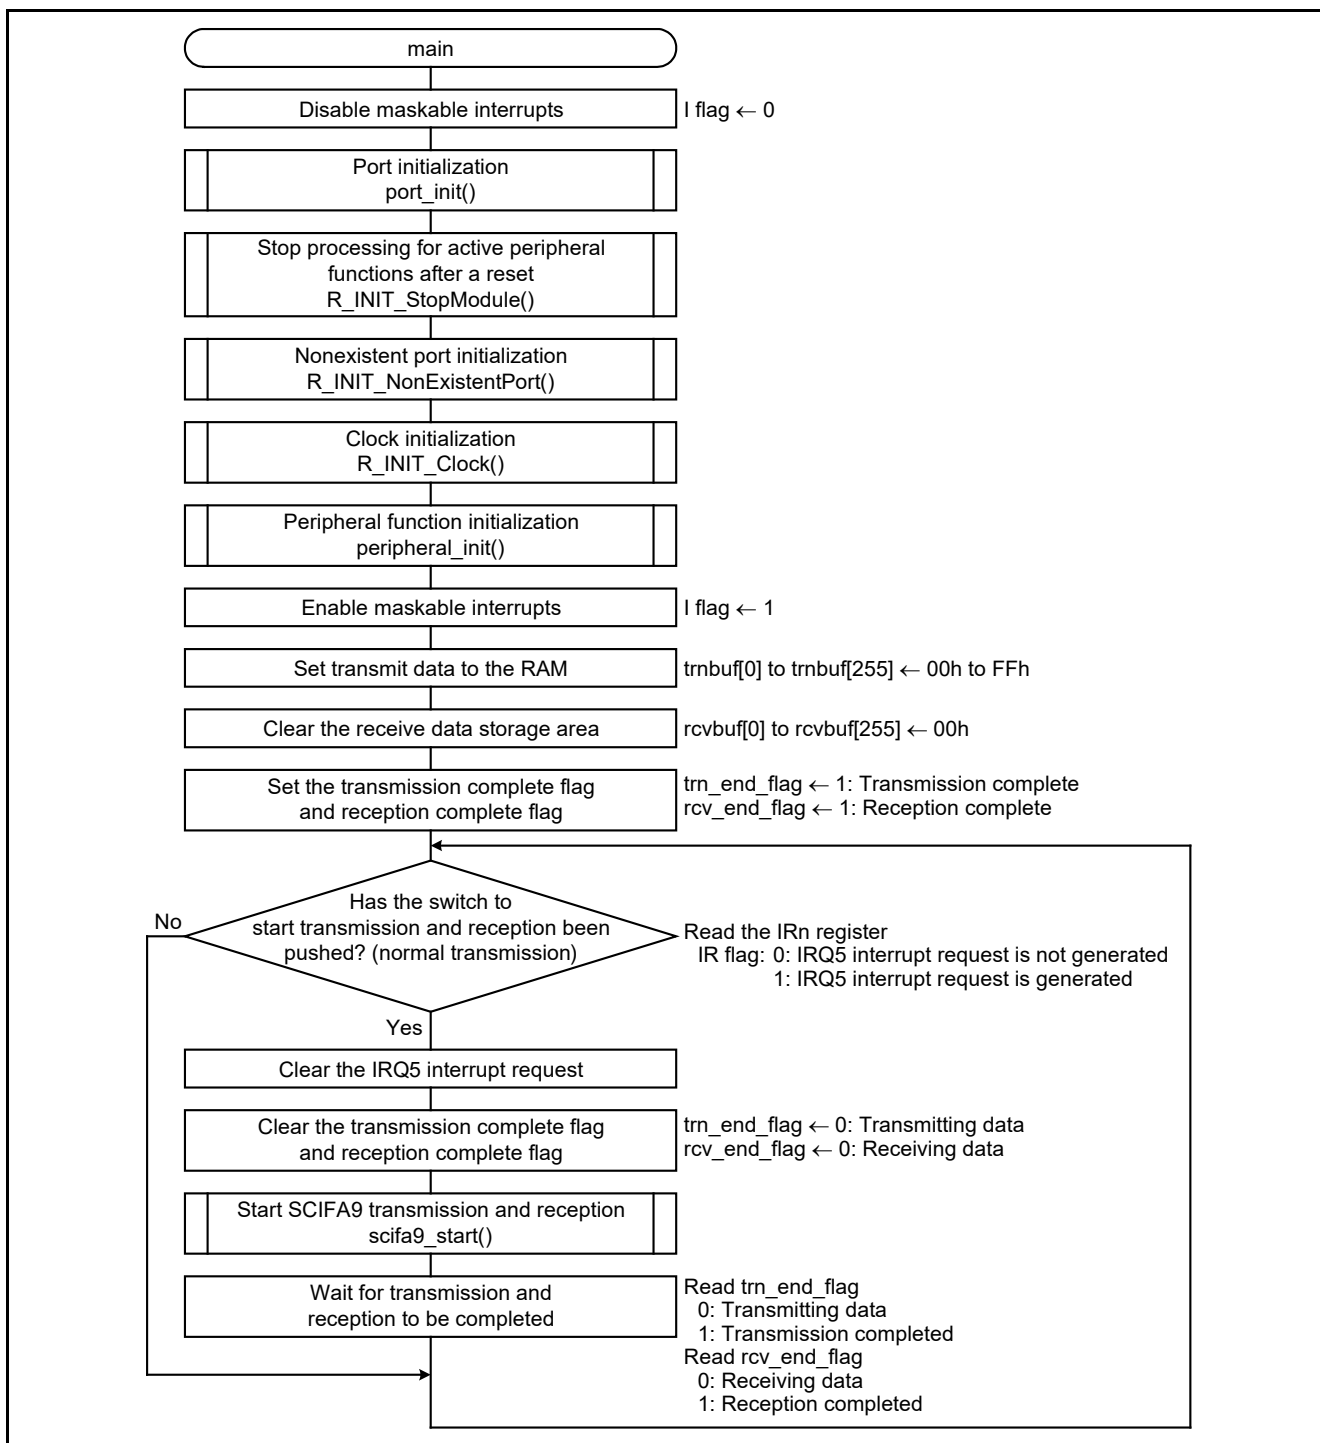 main
Disable maskable interrupts
I flag ← 0
Port initialization
port_init()
Stop processing for active peripheral
functions after a reset
R_INIT_StopModule()
Nonexistent port initialization
R_INIT_NonExistentPort()
Clock initialization
R_INIT_Clock()
Peripheral function initialization
peripheral_init()
Enable maskable interrupts
I flag ← 1
Set transmit data to the RAM
trnbuf[0] to trnbuf[255] ← 00h to FFh
Clear the receive data storage area
rcvbuf[0] to rcvbuf[255] ← 00h
Set the transmission complete flag
and reception complete flag
trn_end_flag ← 1: Transmission complete
rcv_end_flag ← 1: Reception complete
Has the switch to
start transmission and reception been
pushed? (normal transmission)
No
Read the IRn register
IR flag: 0: IRQ5 interrupt request is not generated
1: IRQ5 interrupt request is generated
Yes
Clear the IRQ5 interrupt request
Clear the transmission complete flag
and reception complete flag
trn_end_flag ← 0: Transmitting data
rcv_end_flag ← 0: Receiving data
Start SCIFA9 transmission and reception
scifa9_start()
Wait for transmission and
reception to be completed
Read trn_end_flag
0: Transmitting data
1: Transmission completed
Read rcv_end_flag
0: Receiving data
1: Reception completed